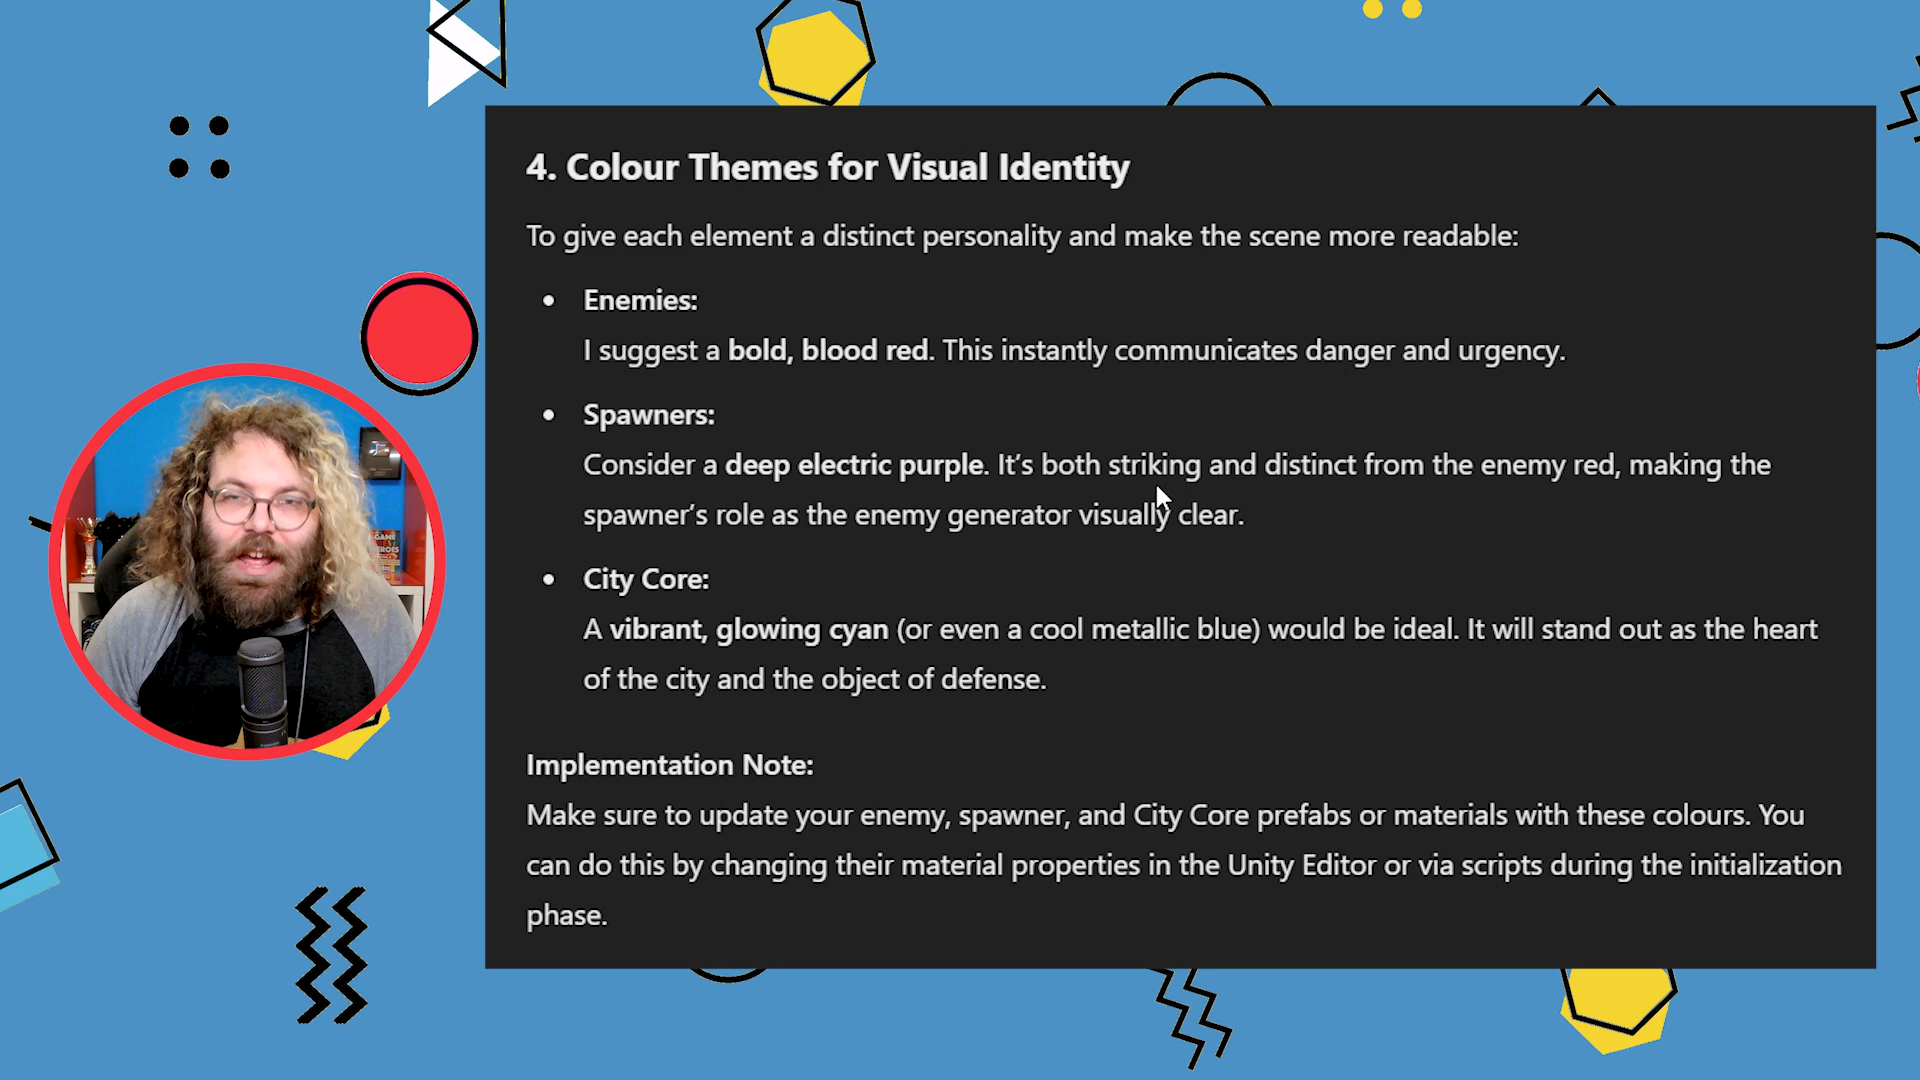 4. Colour Themes for Visual Identity
To give each element a distinct personality and make the scene more readable:
• Enemies:
I suggest a bold, blood red. This instantly communicates danger and urgency.
• Spawners:
Consider a deep electric purple. It’s both striking and distinct from the enemy red, making the
spawner’s role as the enemy generator visually clear.
• City Core:
A vibrant, glowing cyan (or even a cool metallic blue) would be ideal. It will stand out as the heart
of the city and the object of defense.
Implementation Note:
Make sure to update your enemy, spawner, and City Core prefabs or materials with these colours. You
can do this by changing their material properties in the Unity Editor or via scripts during the initialization
phase.
GAME
HEROES